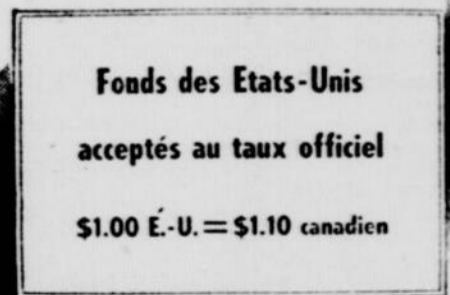 Fonds des Etats-Unis
acceptés au taux officiel
$1.00 É.-U. = $1.10 canadien